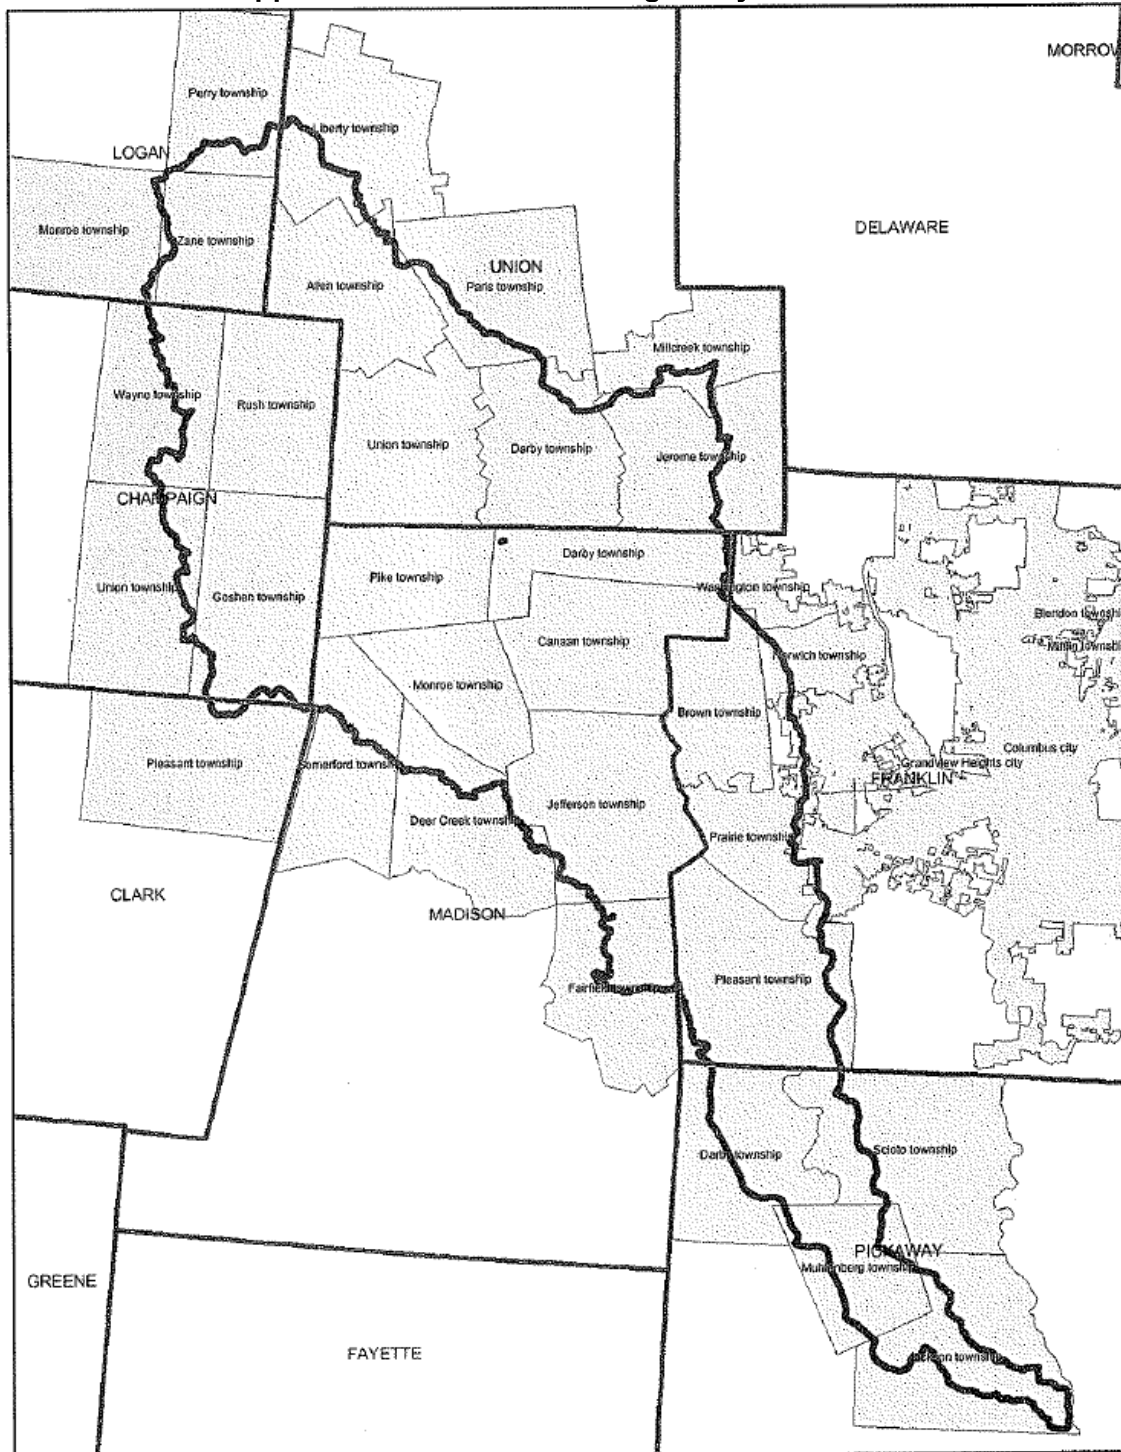 MORROW
Perry township
Liberty township
LOGAN
Monroe township
Zane township
DELAWARE
UNION
Allen township
Paris township
Millcreek township
Wayne township
Rush township
Union township
Darby township
Jerome township
CHAMPAIGN
Darby township
Pike township
Union township
Goshen township
Washington township
Blendon township
Canaan township
Norwich township
Mifflin township
Monroe township
Brown township
Columbus city
Pleasant township
Somerford township
Grandview Heights city
FRANKLIN
Jefferson township
Deer Creek township
Prairie township
CLARK
MADISON
Pleasant township
Fairfield township
Darby township
Scioto township
PICKAWAY
Muhlenberg township
GREENE
FAYETTE
Jackson township